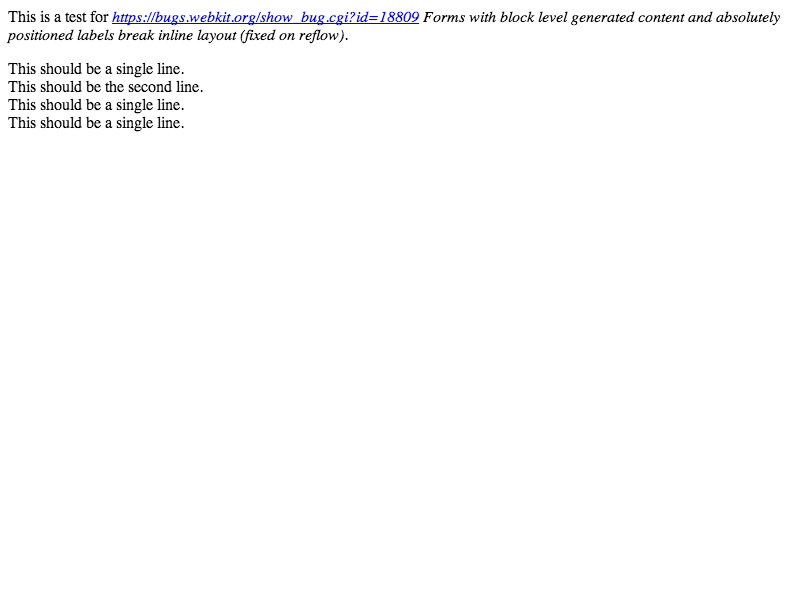 This is a test for https://bugs.webkit.org/show_bug.cgi?id=18809 Forms with block level generated content and absolutely
positioned labels break inline layout (fixed on reflow).
This should be a single line.
This should be the second line.
This should be a single line.
This should be a single line.